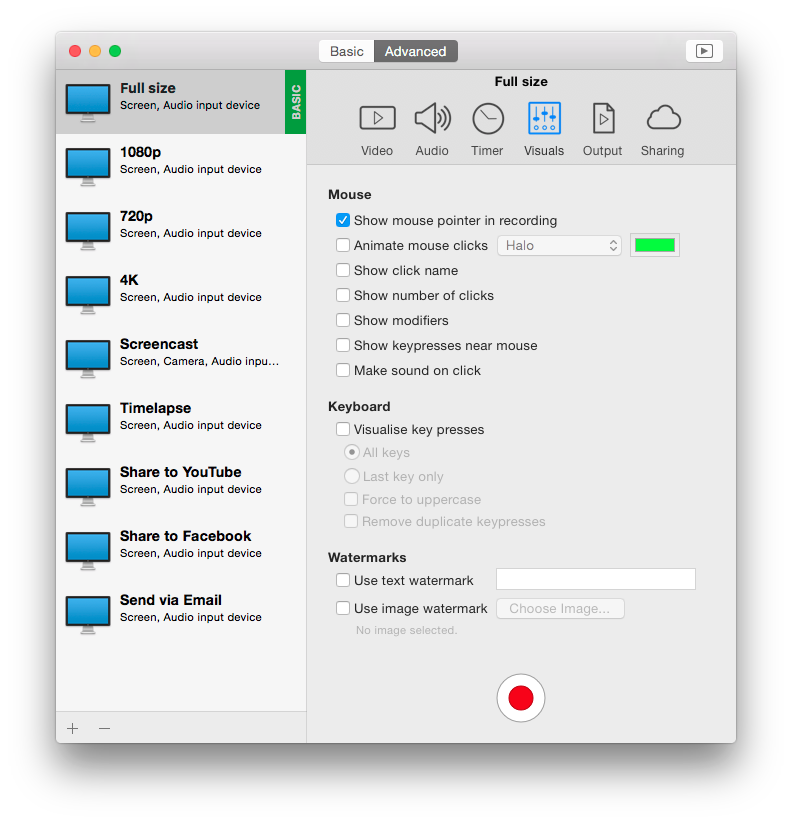 Basic Advanced
Full size
Screen, Audio input device
BASIC
1080p
Screen, Audio input device
720p
Screen, Audio input device
4K
Screen, Audio input device
Screencast
Screen, Camera, Audio inpu...
Timelapse
Screen, Audio input device
Share to YouTube
Screen, Audio input device
Share to Facebook
Screen, Audio input device
Send via Email
Screen, Audio input device
Full size
Video Audio Timer Visuals Output Sharing
Mouse
Show mouse pointer in recording
Animate mouse clicks Halo
Show click name
Show number of clicks
Show modifiers
Show keypresses near mouse
Make sound on click
Keyboard
Visualise key presses
All keys
Last key only
Force to uppercase
Remove duplicate keypresses
Watermarks
Use text watermark
Use image watermark Choose Image...
No image selected.